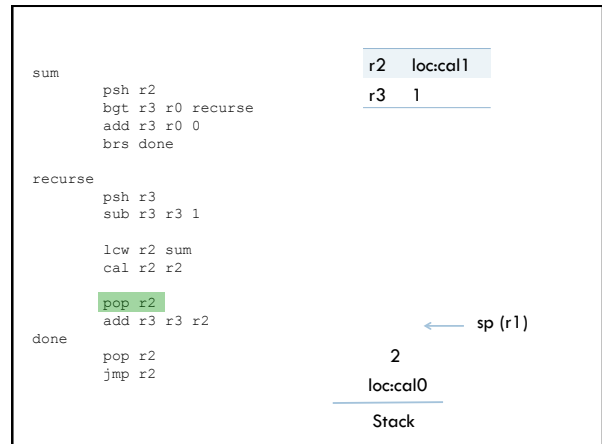 sum
psh r2
bgt r3 r0 recurse
add r3 r0 0
brs done
recurse
psh r3
sub r3 r3 1
lcw r2 sum
cal r2 r2
pop r2
add r3 r3 r2
done
pop r2
jmp r2
r2 loc:cal1
r3 1
sp (r1)
2
loc:cal0
Stack